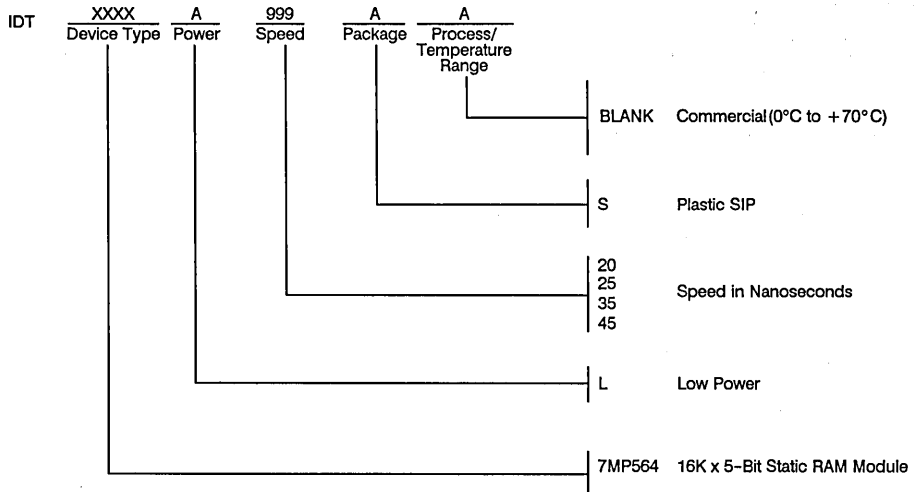 IDT XXXX A 999 A A
Device Type Power Speed Package Process/
Temperature
Range
BLANK Commercial (0°C to +70°C)
S Plastic SIP
20
25
35
45
Speed in Nanoseconds
L Low Power
7MP564 16K x 5-Bit Static RAM Module